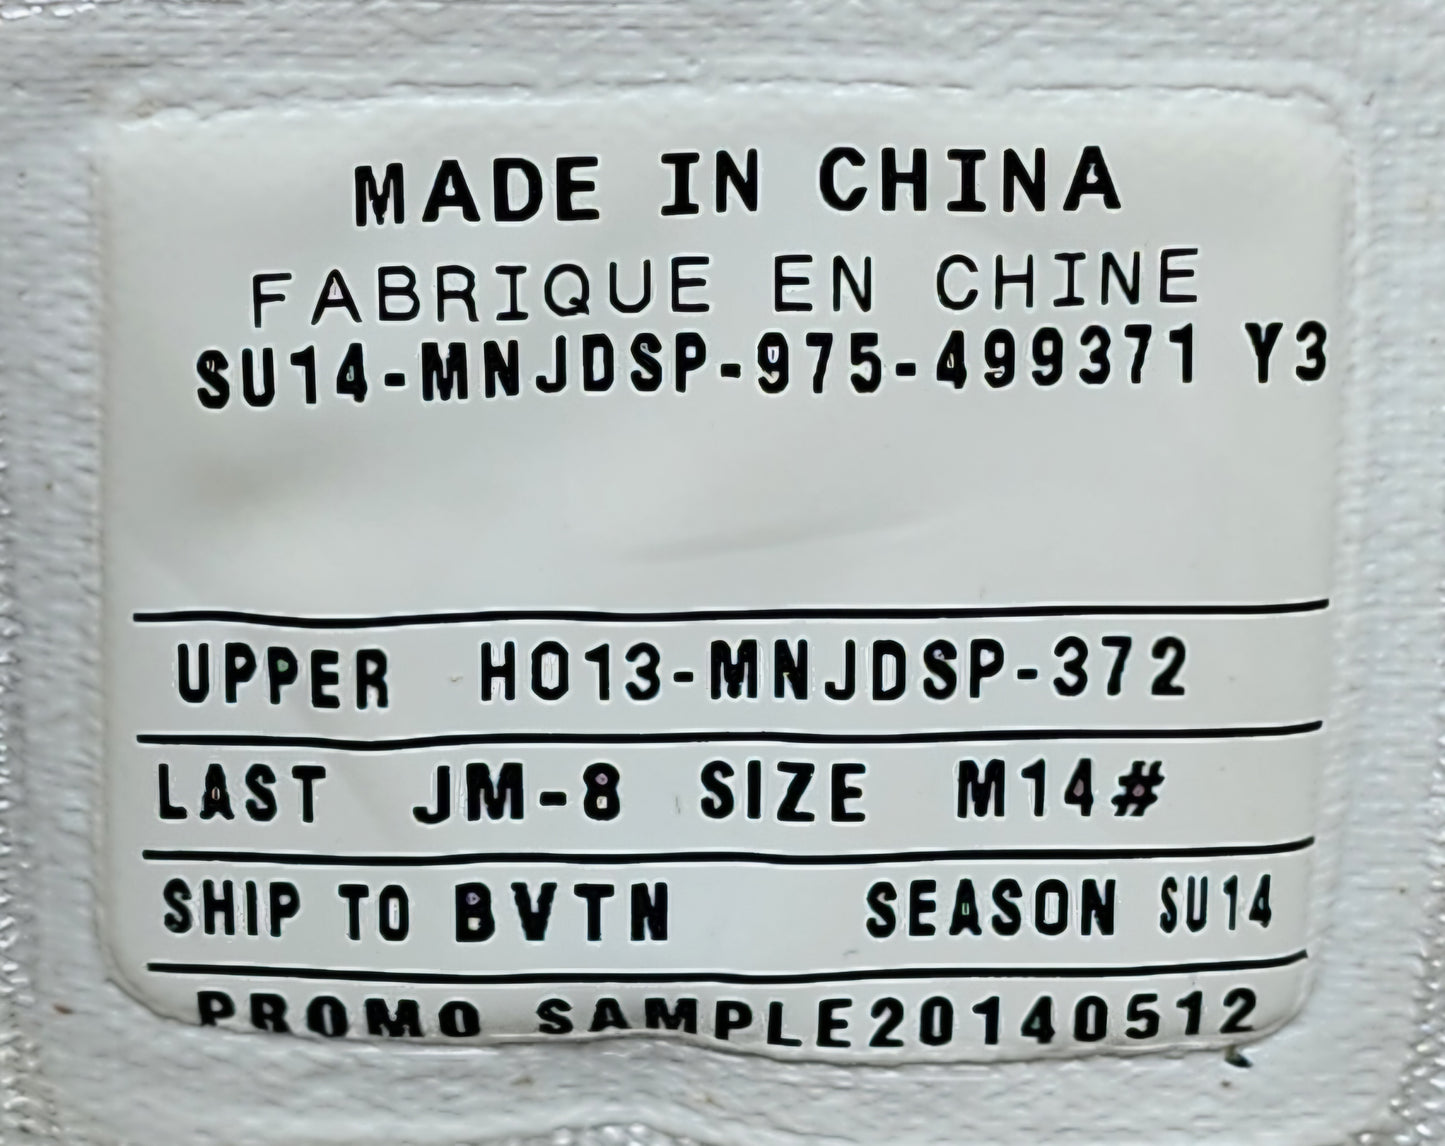 MADE IN CHINA
FABRIQUE EN CHINE
SU14-MNJDSP-975-499371 Y3
UPPER HO13-MNJDSP-372
LAST JM-8 SIZE M14#
SHIP TO BVTN SEASON SU14
PROMO SAMPLE20140512